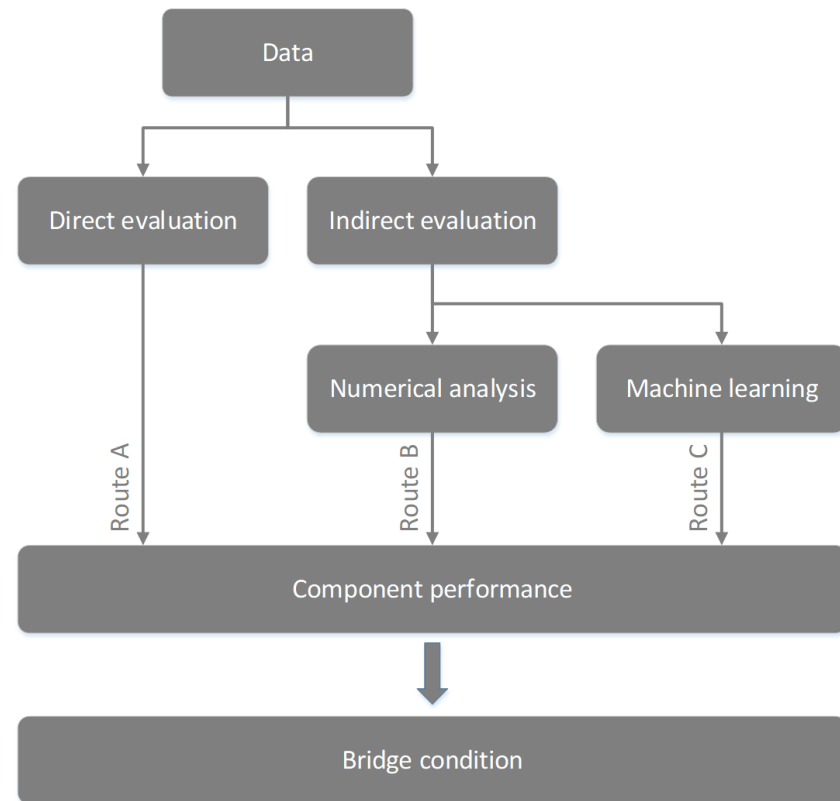 Data
Direct evaluation
Indirect evaluation
Numerical analysis
Machine learning
Route A
Route B
Route C
Component performance
Bridge condition